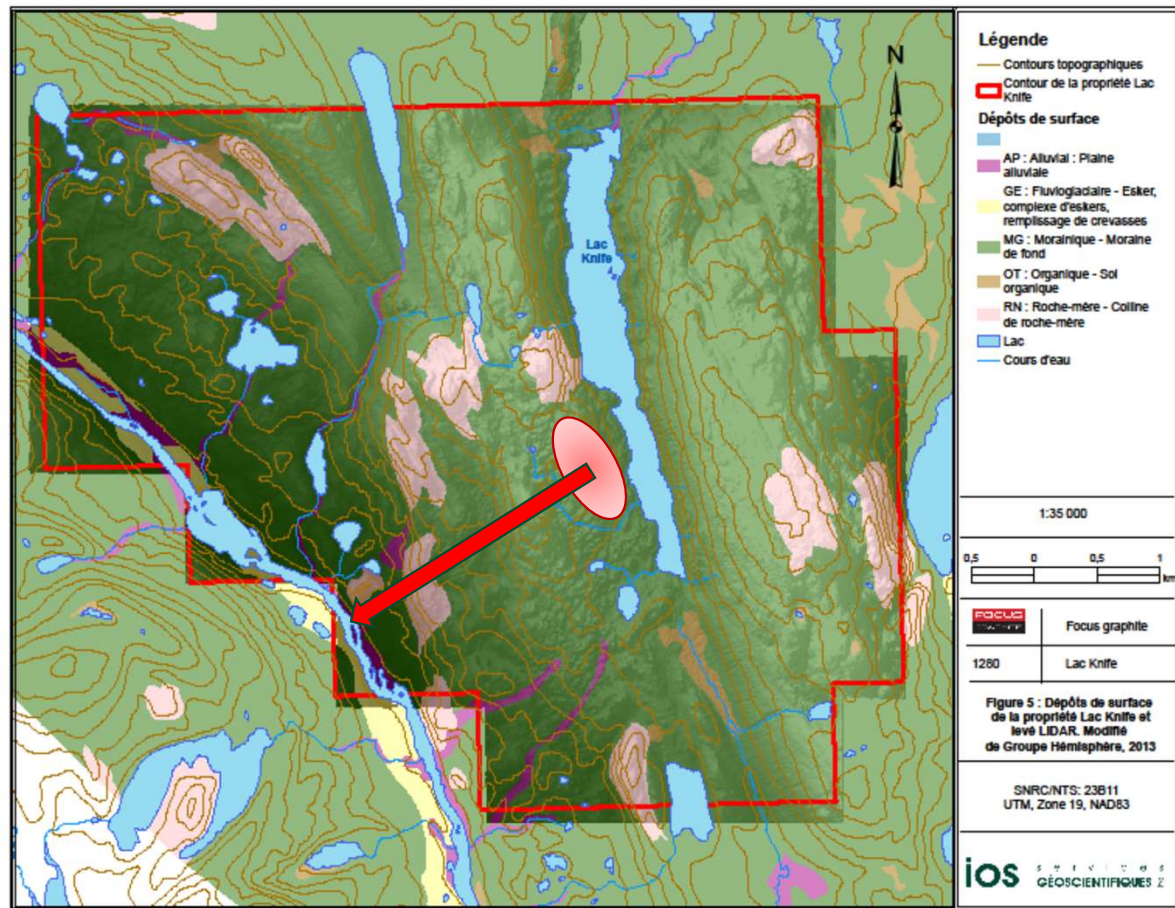 Lac
Knife
N
Légende
Contours topographiques
Contour de la propriété Lac
Knife
Dépôts de surface
AP : Alluvial : Plaine
alluviale
GE : Fluvioglaciaire - Esker,
complexe d'eskers,
remplissage de crevasses
MG : Morainique - Moraine
de fond
OT : Organique - Sol
organique
RN : Roche-mère - Colline
de roche-mère
Lac
Cours d'eau
1:35 000
0,5 0 0,5 1
km
FOCUS
Focus graphite
1280 Lac Knife
Figure 5 : Dépôts de surface
de la propriété Lac Knife et
levé LIDAR. Modifié
de Groupe Hémisphère, 2013
SNRC/NTS: 23B11
UTM, Zone 19, NAD83
iOS services
GÉOSCIENTIFIQUES